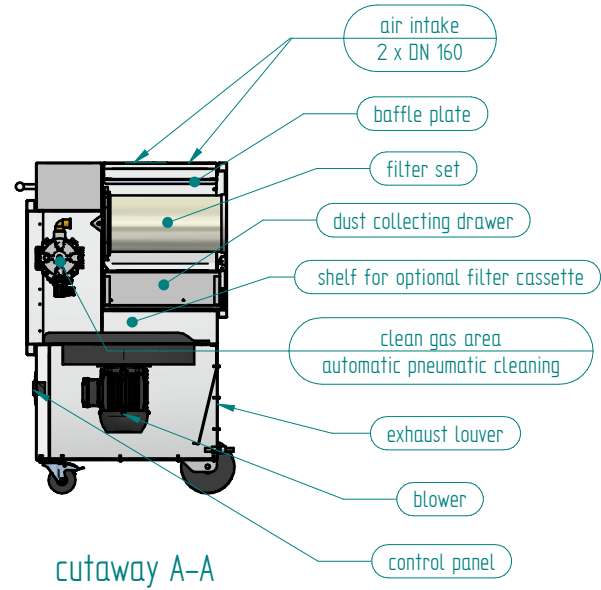 air intake
2 x DN 160
baffle plate
filter set
dust collecting drawer
shelf for optional filter cassette
clean gas area
automatic pneumatic cleaning
exhaust louver
blower
control panel
cutaway A-A